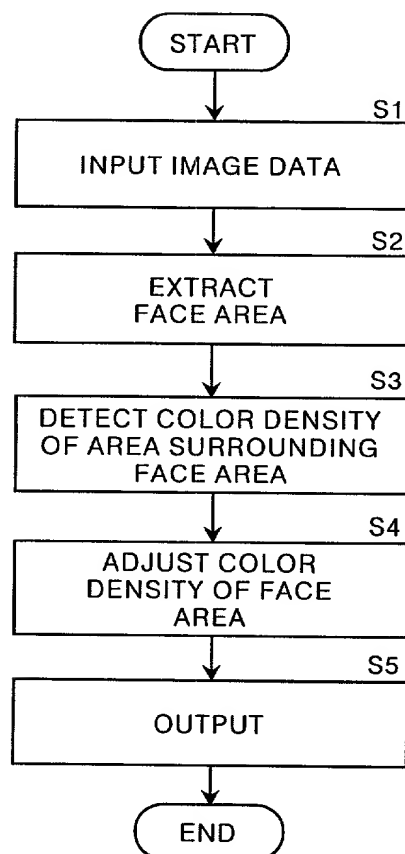 START
S1
INPUT IMAGE DATA
S2
EXTRACT
FACE AREA
S3
DETECT COLOR DENSITY
OF AREA SURROUNDING
FACE AREA
S4
ADJUST COLOR
DENSITY OF FACE
AREA
S5
OUTPUT
END